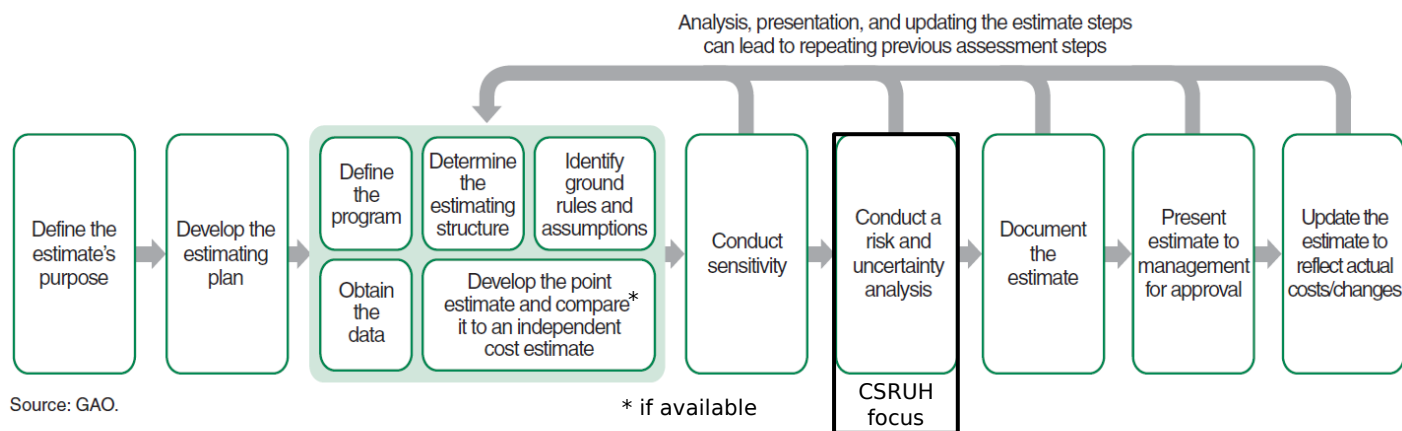 Analysis, presentation, and updating the estimate steps
can lead to repeating previous assessment steps
Define the
estimate's
purpose
Develop the
estimating
plan
Define
the
program
Determine
the
estimating
structure
Identify
ground
rules and
assumptions
Obtain
the
data
Develop the point
estimate and compare*
it to an independent
cost estimate
Conduct
sensitivity
Conduct a
risk and
uncertainty
analysis
Document
the
estimate
Present
estimate to
management
for approval
Update the
estimate to
reflect actual
costs/changes
Source: GAO.
* if available
CSRUH
focus